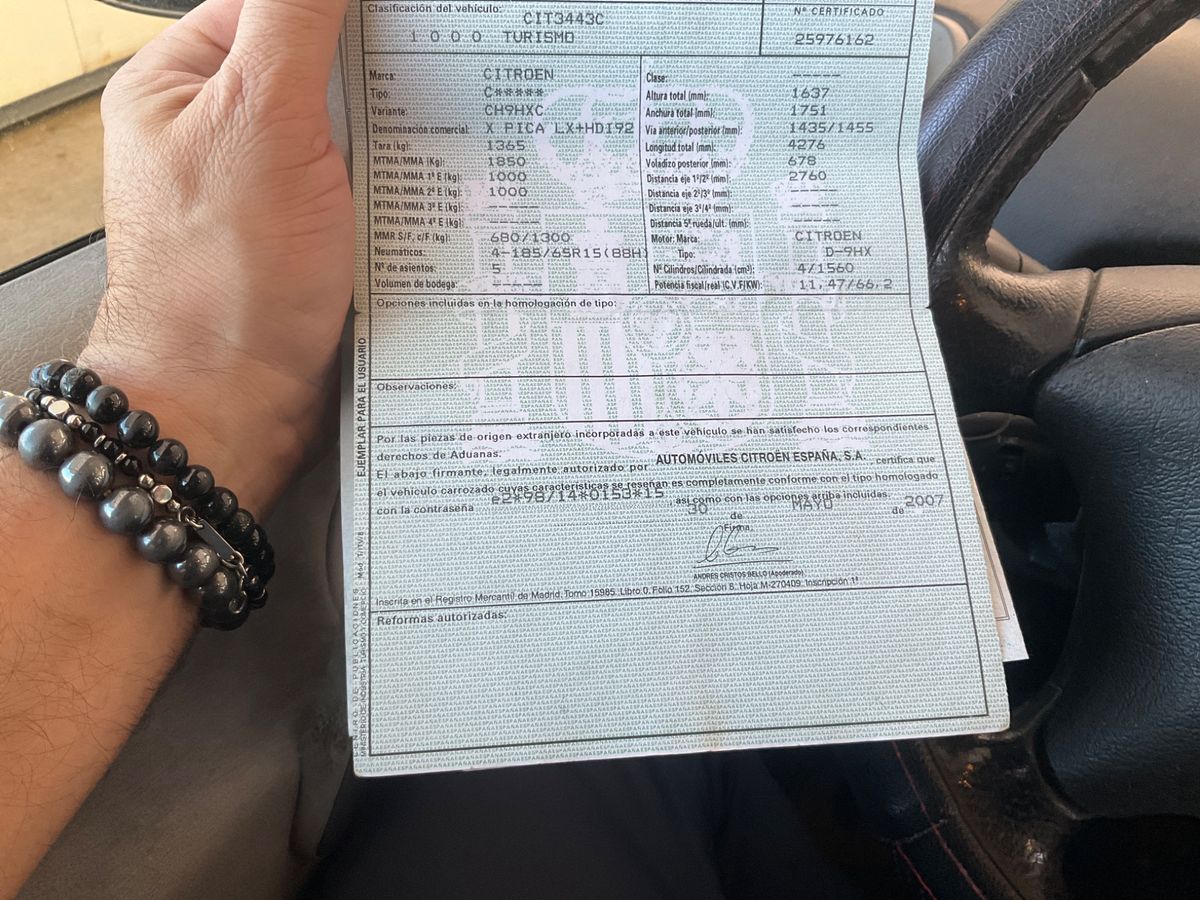 Clasificación del vehículo:
CIT3443C
1 0 0 0 TURISMO
Nº CERTIFICADO
25976162
Marca: CITROEN
Tipo: C*****
Variante: CH9HXC
Denominación comercial: X PICA LX+HDI92
Tara (kg): 1365
MTMA/MMA (Kg): 1850
MTMA/MMA 1º E (kg): 1000
MTMA/MMA 2º E (kg): 1000
MTMA/MMA 3º E (kg): -----
MTMA/MMA 4º E (kg): -----
MMR S/F, c/F (kg): 680/1300
Neumáticos: 4-185/65R15(88H)
Nº de asientos: 5
Volumen de bodega: -----
Clase: -----
Altura total (mm): 1637
Anchura total (mm): 1751
Vía anterior/posterior (mm): 1435/1455
Longitud total (mm): 4276
Voladizo posterior (mm): 678
Distancia eje 1º/2º (mm): 2760
Distancia eje 2º/3º (mm): -----
Distancia eje 3º/4º (mm): -----
Distancia 5ª rueda/últ. (mm): -----
Motor: Marca: CITROEN
Tipo: D-9HX
Nº Cilindros/Cilindrada (cm³): 4/1560
Potencia fiscal/real (C.V.F/KW): 11,47/66,2
Opciones incluidas en la homologación de tipo:
Observaciones:
Por las piezas de origen extranjero incorporadas a este vehículo se han satisfecho los correspondientes
derechos de Aduanas.
El abajo firmante, legalmente autorizado por AUTOMÓVILES CITROËN ESPAÑA, S.A. certifica que
el vehículo carrozado cuyas características se reseñan es completamente conforme con el tipo homologado
con la contraseña e2*98/14*0153*15, así como con las opciones arriba incluidas.
30 de MAYO de 2007
Firma,
ANDRES CRISTOS BELLO (Apoderado)
Inscrita en el Registro Mercantil de Madrid, Tomo 15985, Libro 0, Folio 152, Sección 8, Hoja M-270409, Inscripción 1ª
Reformas autorizadas:
EJEMPLAR PARA EL USUARIO